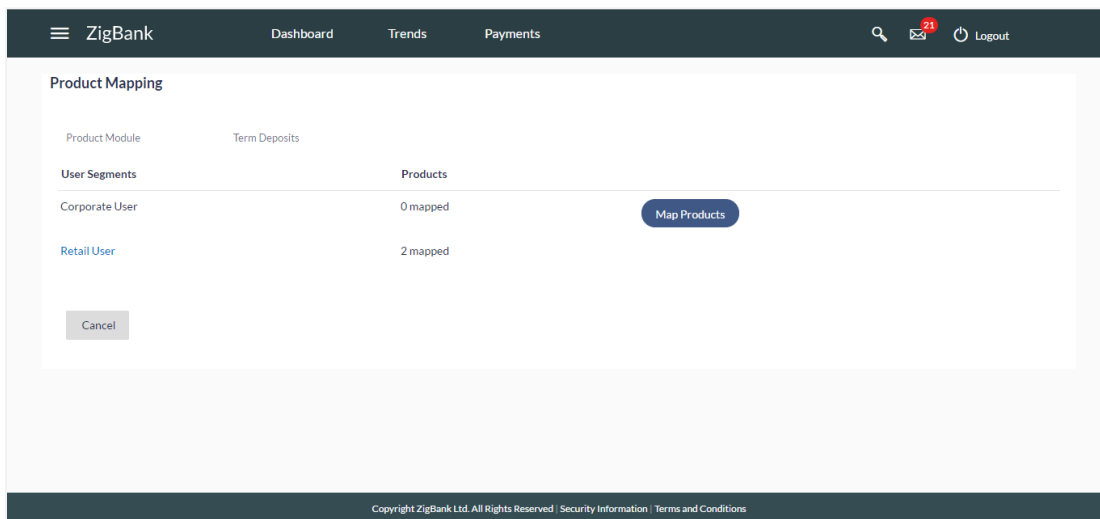 ZigBank Dashboard Trends Payments 21 Logout
Product Mapping
Product Module Term Deposits
User Segments Products
Corporate User 0 mapped Map Products
Retail User 2 mapped
Cancel
Copyright ZigBank Ltd. All Rights Reserved | Security Information | Terms and Conditions